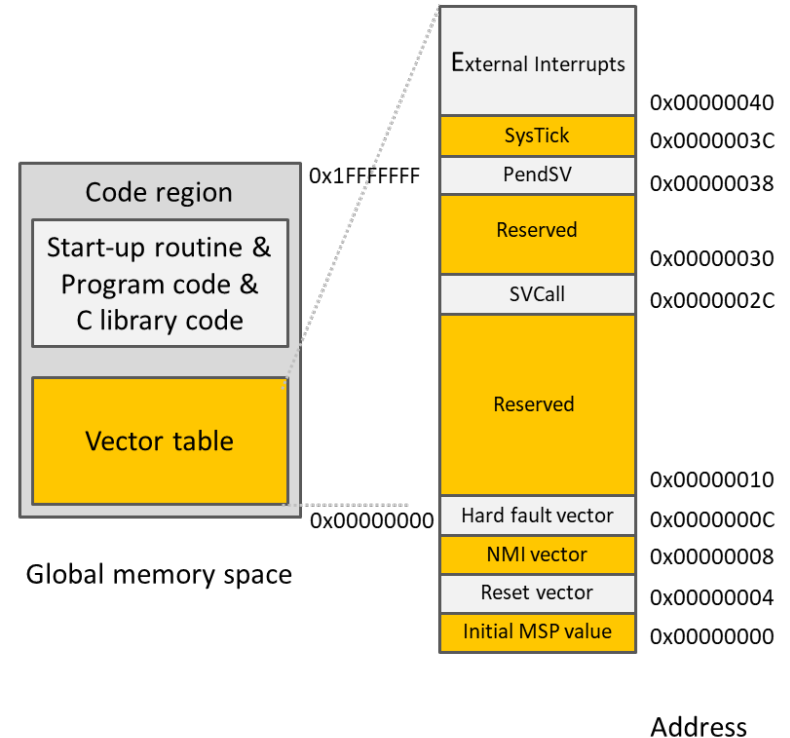 External Interrupts
0x00000040
SysTick
0x0000003C
PendSV
0x00000038
Reserved
0x00000030
SVCall
0x0000002C
Reserved
0x00000010
Hard fault vector
0x0000000C
NMI vector
0x00000008
Reset vector
0x00000004
Initial MSP value
0x00000000
Address
0x1FFFFFFF
Code region
Start-up routine &
Program code &
C library code
Vector table
0x00000000
Global memory space